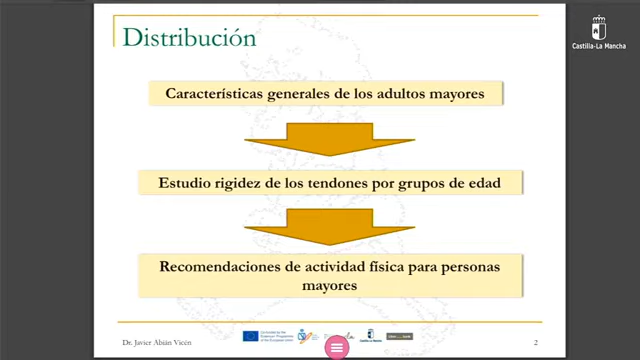 Distribución
Castilla-La Mancha
Características generales de los adultos mayores
Estudio rigidez de los tendones por grupos de edad
Recomendaciones de actividad física para personas
mayores
Dr. Javier Abián Vicén
2